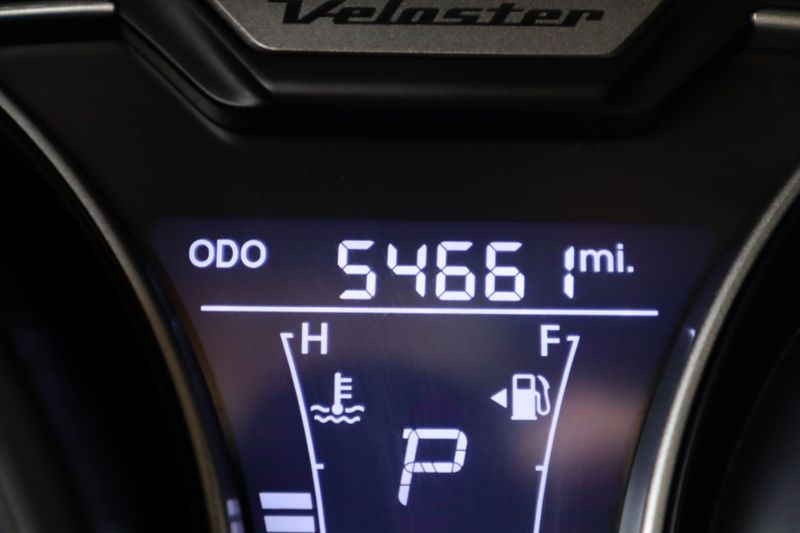 Veloster
ODO 54661 mi.
H F
P